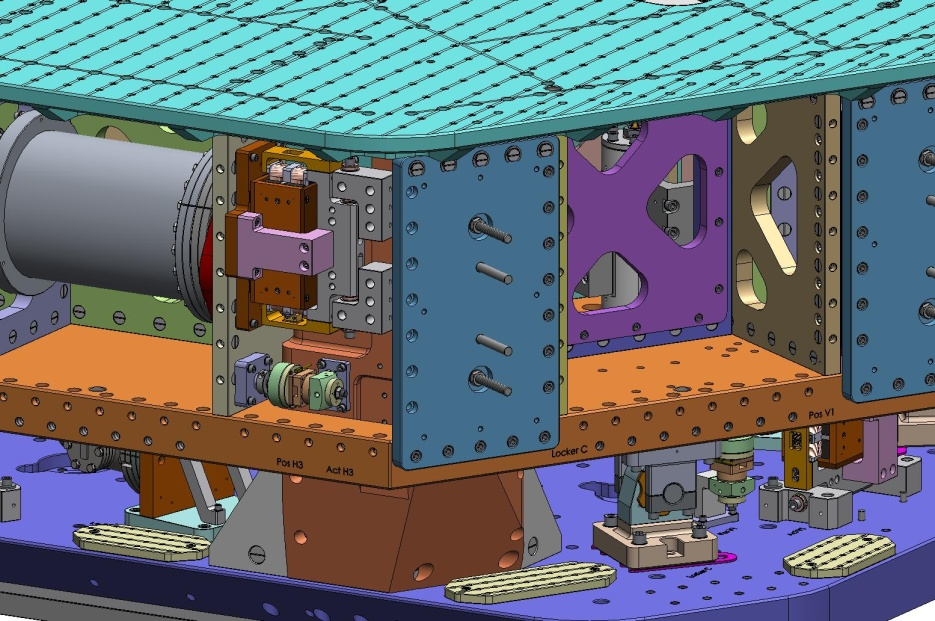 Pos V1
Locker C
Pos H3
Act H3